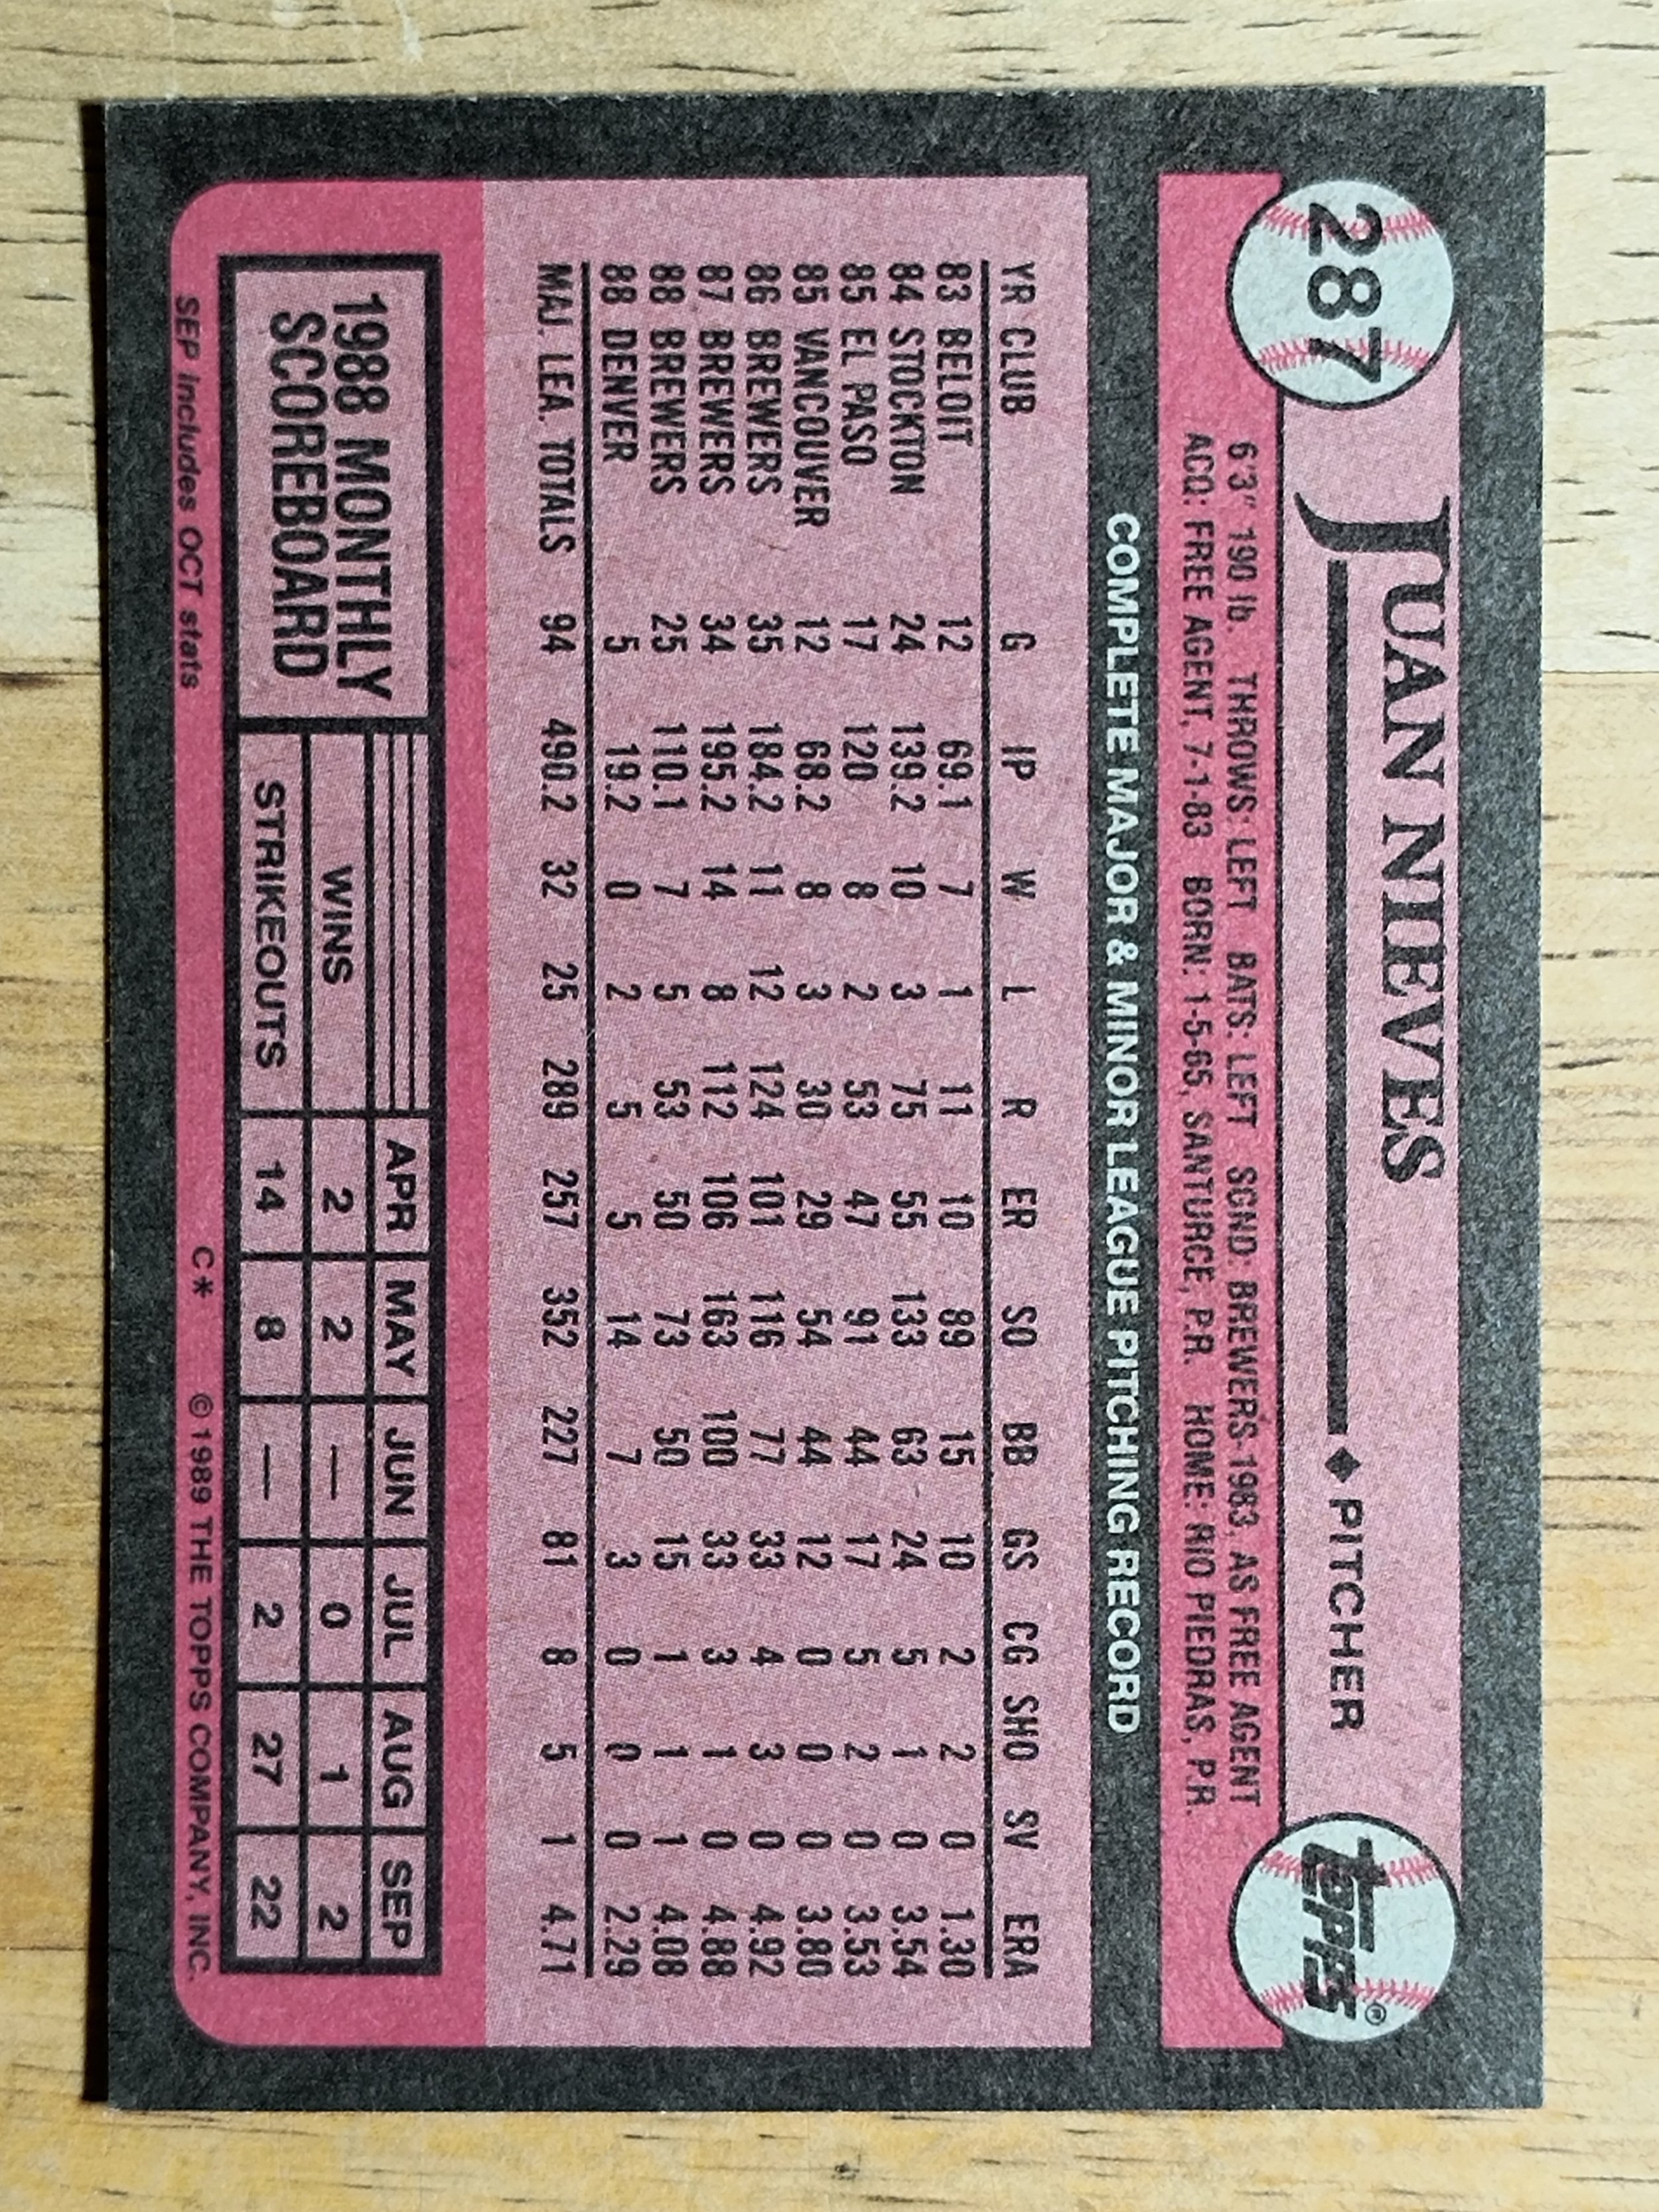 287
JUAN NIEVES
◆ PITCHER
topps®
6'3" 190 lb. THROWS: LEFT BATS: LEFT SGND: BREWERS-1983, AS FREE AGENT
ACQ: FREE AGENT, 7-1-83 BORN: 1-5-65, SANTURCE, P.R. HOME: RIO PIEDRAS, P.R.
COMPLETE MAJOR & MINOR LEAGUE PITCHING RECORD
YR CLUB G IP W L R ER SO BB GS CG SHO SV ERA
83 BELOIT 12 69.1 7 1 11 10 89 15 10 2 2 0 1.30
84 STOCKTON 24 139.2 10 3 75 55 133 63 24 5 1 0 3.54
85 EL PASO 17 120 8 2 53 47 91 44 17 5 2 0 3.53
85 VANCOUVER 12 68.2 8 3 30 29 54 44 12 0 0 0 3.80
86 BREWERS 35 184.2 11 12 124 101 116 77 33 4 3 0 4.92
87 BREWERS 34 195.2 14 8 112 106 163 100 33 3 1 0 4.88
88 BREWERS 25 110.1 7 5 53 50 73 50 15 1 1 1 4.08
88 DENVER 5 19.2 0 2 5 5 14 7 3 0 0 0 2.29
MAJ. LEA. TOTALS 94 490.2 32 25 289 257 352 227 81 8 5 1 4.71
1988 MONTHLY
SCOREBOARD
APR MAY JUN JUL AUG SEP
WINS 2 2 — 0 1 2
STRIKEOUTS 14 8 — 2 27 22
SEP includes OCT stats C* © 1989 THE TOPPS COMPANY, INC.